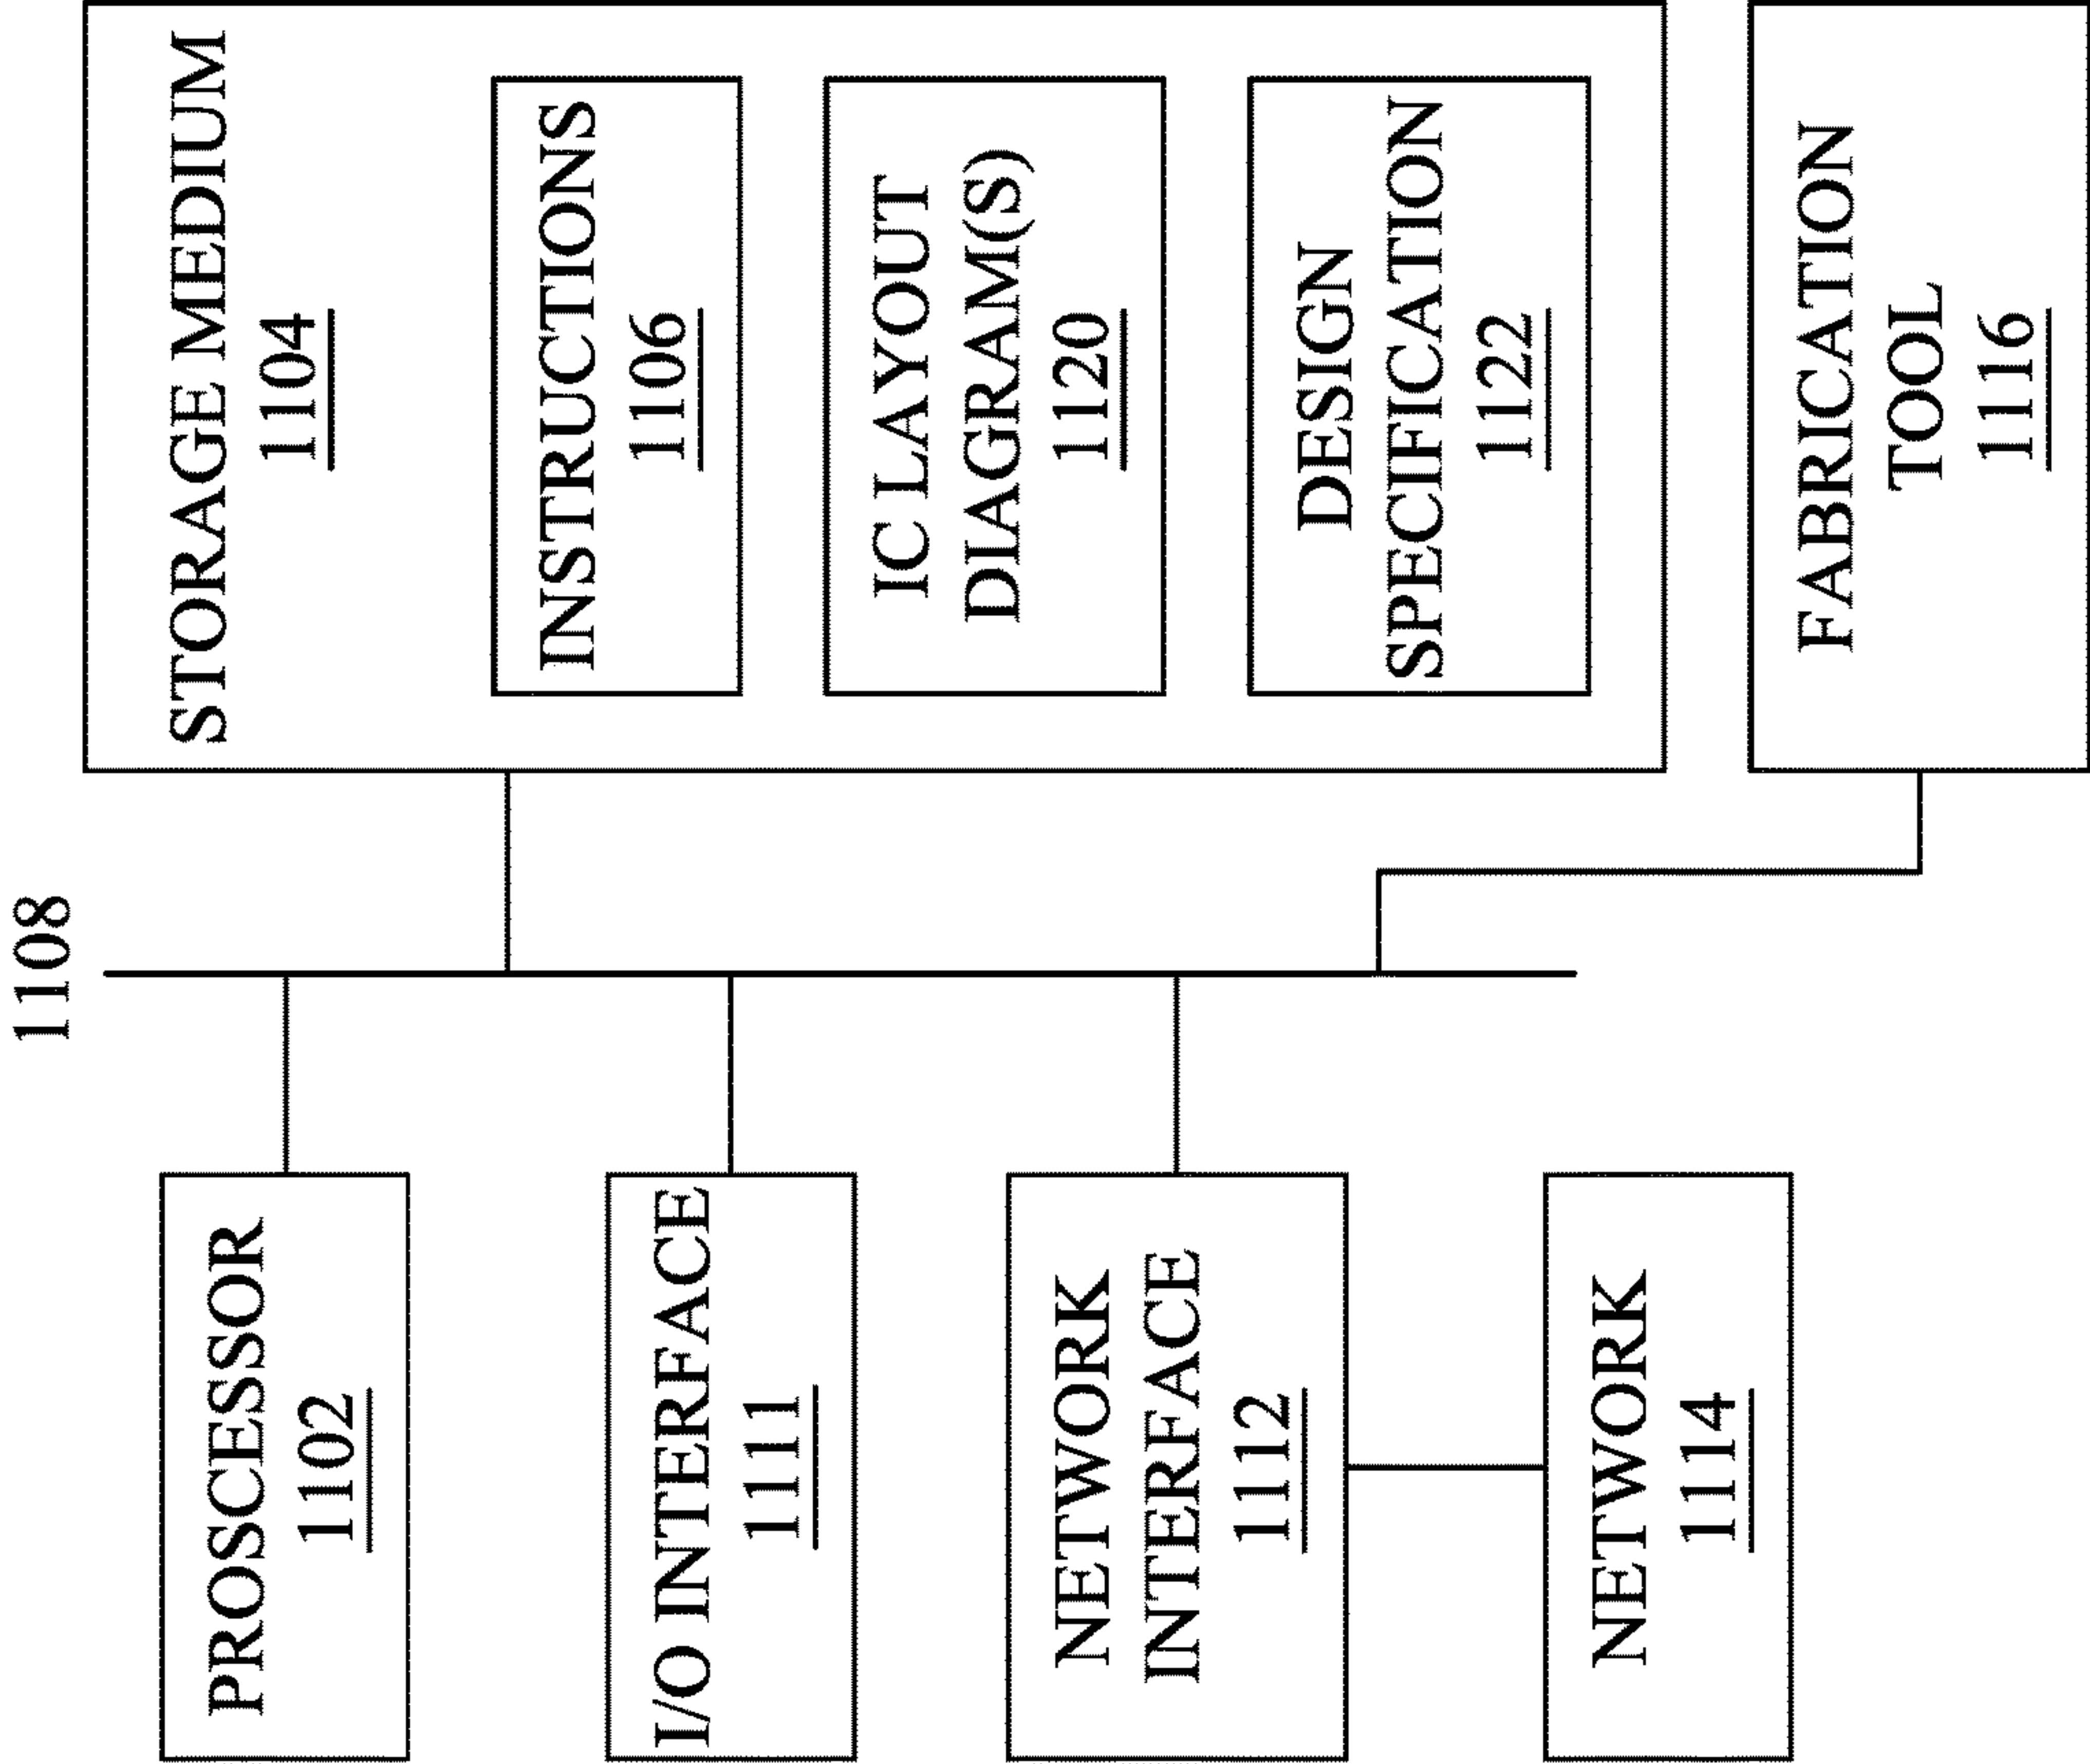 1108
PROSCESSOR
1102
I/O INTERFACE
1111
NETWORK
INTERFACE
1112
NETWORK
1114
STORAGE MEDIUM
1104
INSTRUCTIONS
1106
IC LAYOUT
DIAGRAM(S)
1120
DESIGN
SPECIFICATION
1122
FABRICATION
TOOL
1116